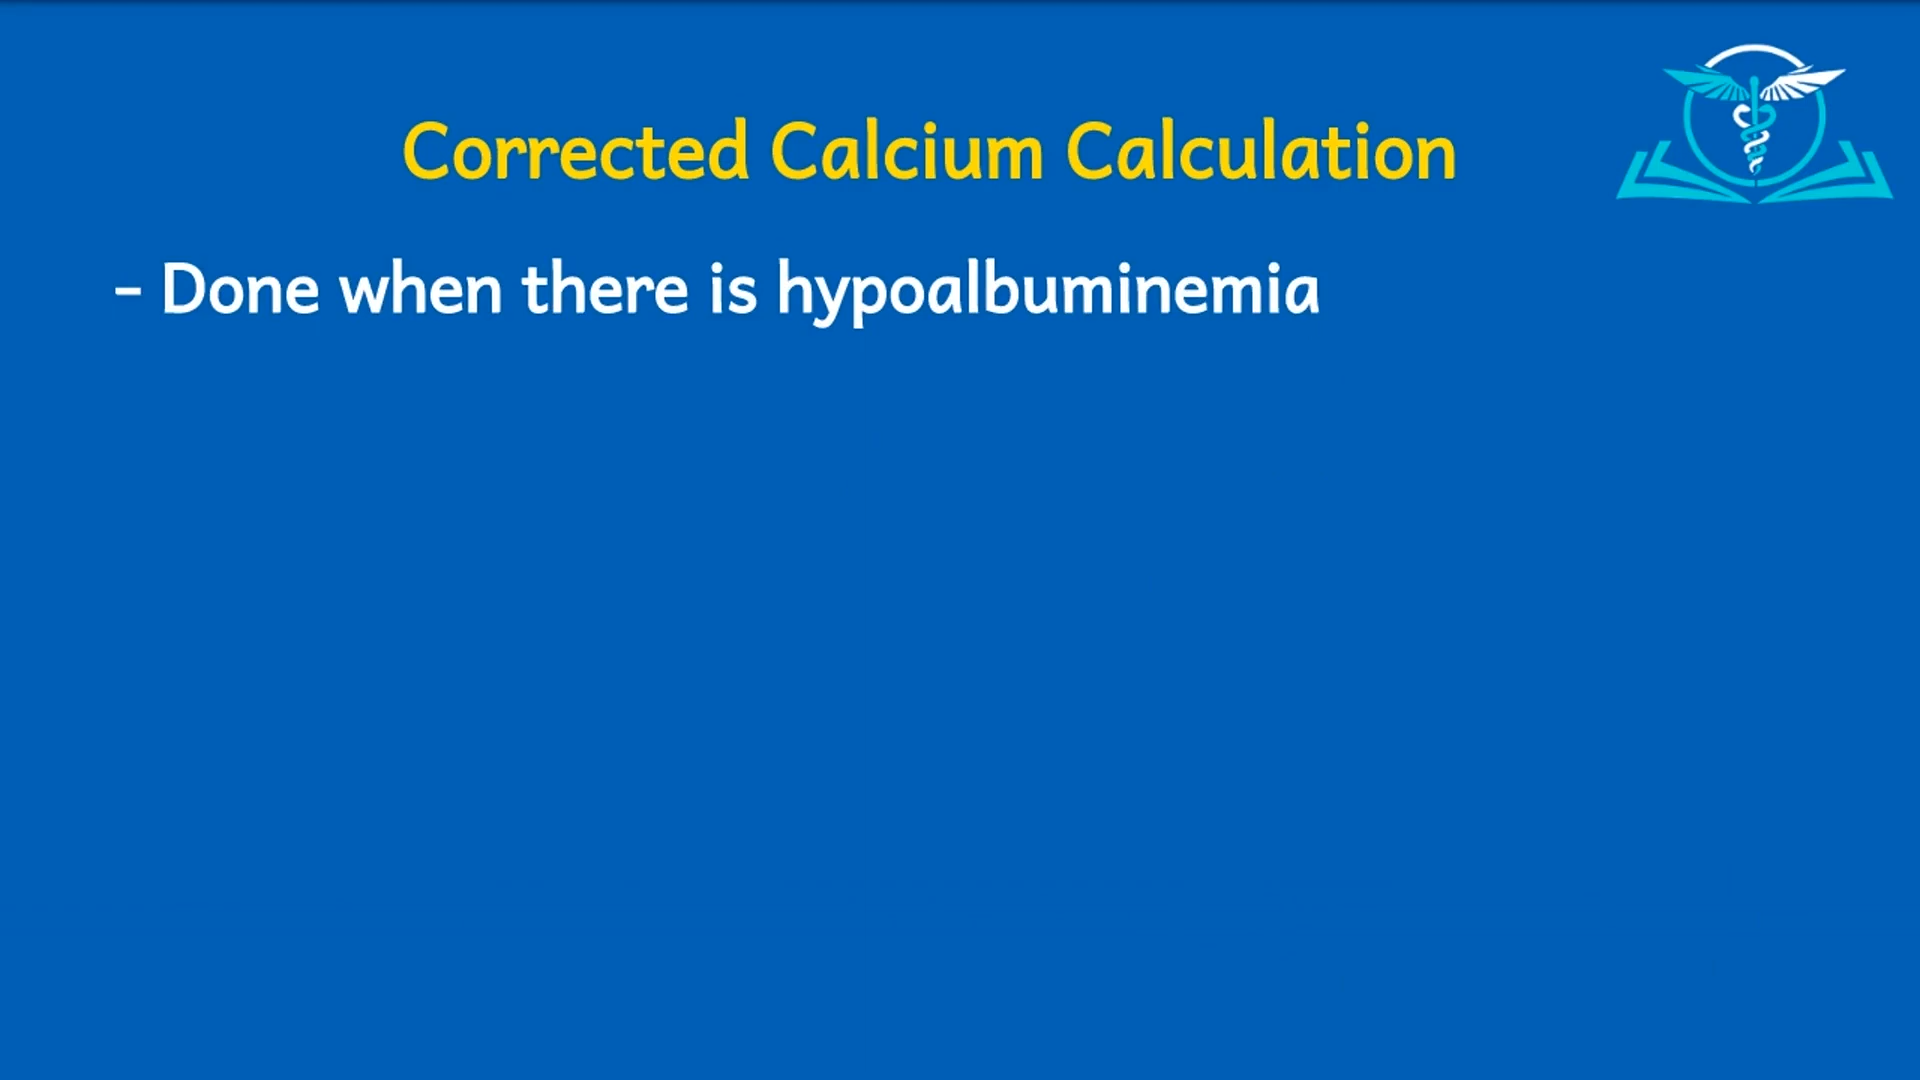 Corrected Calcium Calculation
- Done when there is hypoalbuminemia